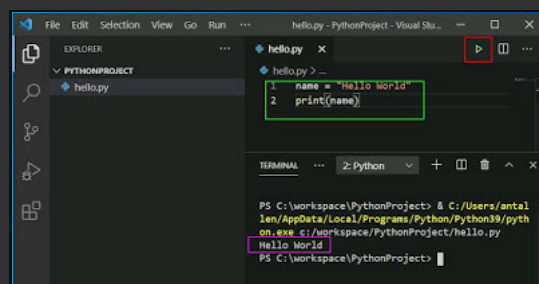 File Edit Selection View Go Run ··· hello.py - PythonProject - Visual Stu...
EXPLORER ···
PYTHONPROJECT
hello.py
hello.py ×
hello.py > ...
1 name = "Hello World"
2 print(name)
TERMINAL ··· 2: Python
PS C:\workspace\PythonProject> & C:/Users/antal
len/AppData/Local/Programs/Python/Python39/pyth
on.exe c:/workspace/PythonProject/hello.py
Hello World
PS C:\workspace\PythonProject>